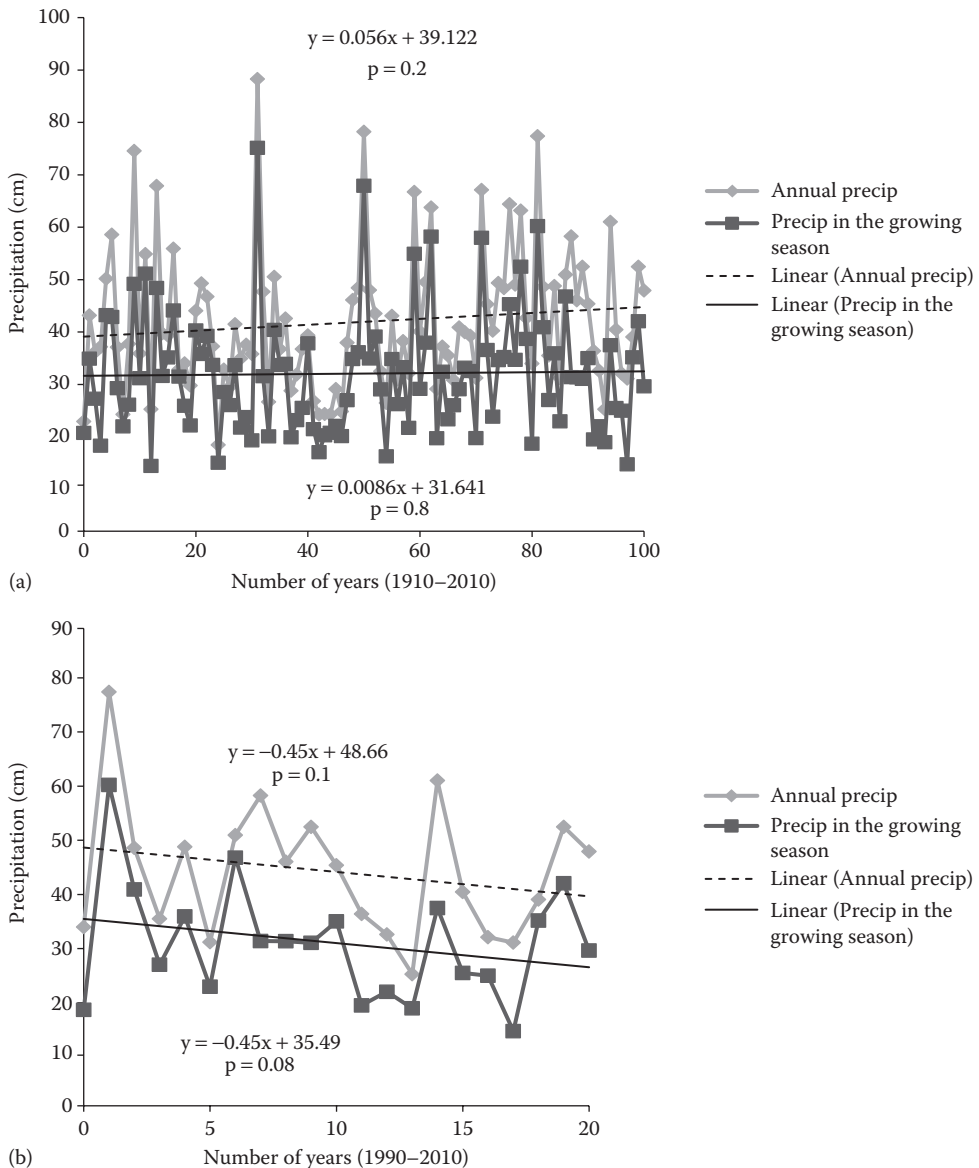 100
90
80
70
60
50
40
30
20
10
0
Precipitation (cm)
y = 0.056x + 39.122
p = 0.2
y = 0.0086x + 31.641
p = 0.8
0 20 40 60 80 100
(a)
Number of years (1910–2010)
Annual precip
Precip in the growing
season
Linear (Annual precip)
Linear (Precip in the
growing season)
90
80
70
60
50
40
30
20
10
0
Precipitation (cm)
y = −0.45x + 48.66
p = 0.1
y = −0.45x + 35.49
p = 0.08
0 5 10 15 20
(b)
Number of years (1990–2010)
Annual precip
Precip in the growing
season
Linear (Annual precip)
Linear (Precip in the
growing season)